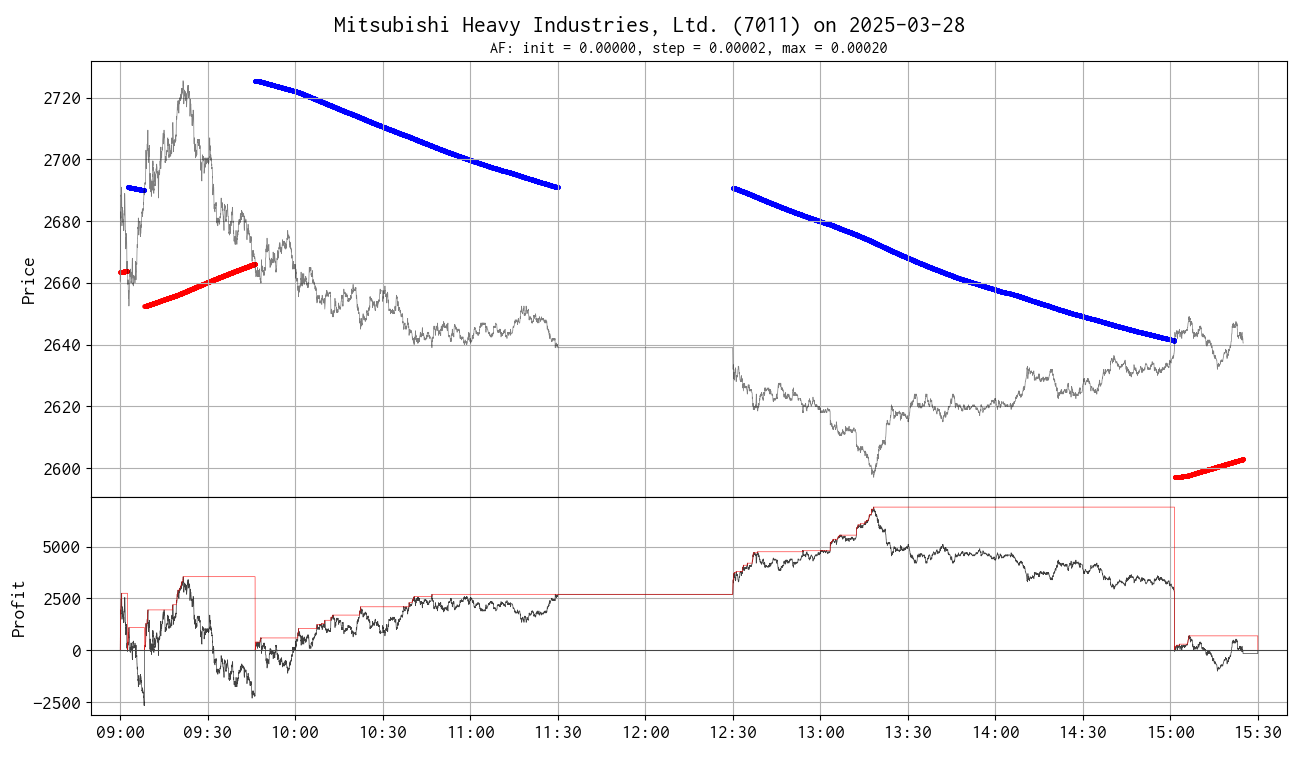 Mitsubishi Heavy Industries, Ltd. (7011) on 2025-03-28
AF: init = 0.00000, step = 0.00002, max = 0.00020
Price
2720
2700
2680
2660
2640
2620
2600
Profit
5000
2500
0
−2500
09:00 09:30 10:00 10:30 11:00 11:30 12:00 12:30 13:00 13:30 14:00 14:30 15:00 15:30